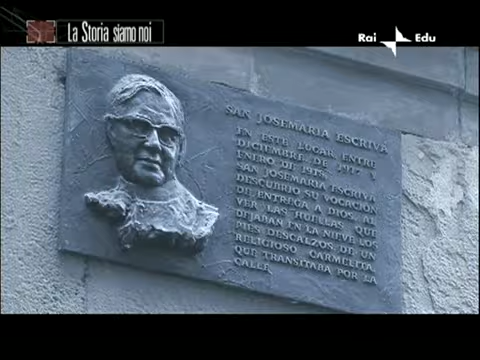 La Storia siamo noi
Rai Edu
SAN JOSEMARIA ESCRIVÁ
EN ESTE LUGAR ENTRE
DICIEMBRE DE 1917 Y
ENERO DE 1918
SAN JOSEMARIA ESCRIVÁ
DESCUBRIÓ SU VOCACIÓN
DE ENTREGA A DIOS, AL
VER LAS HUELLAS, QUE
DEJABAN EN LA NIEVE LOS
PIES DESCALZOS DE UN
RELIGIOSO CARMELITA,
QUE TRANSITABA POR LA
CALLE